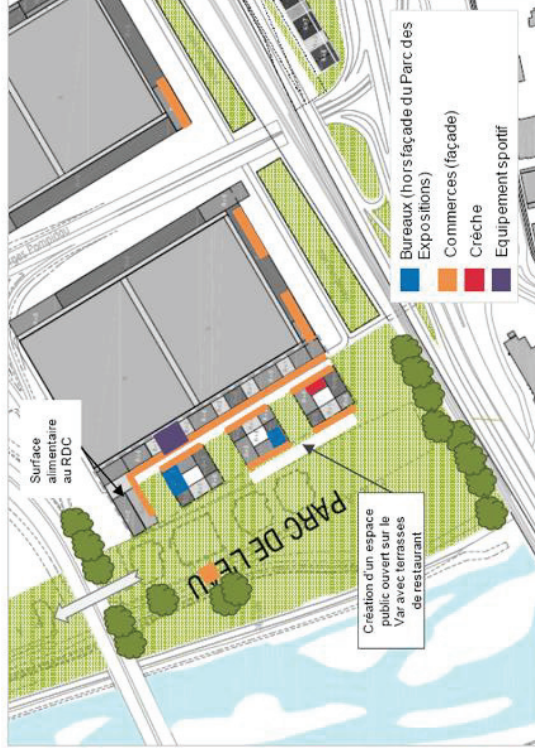 Surface
alimentaire
au RDC
PARC DE L'E U
Création d'un espace
public ouvert sur le
Var avec terrasses
de restaurant
Bureaux (hors façade du Parc des
Expositions)
Commerces (façade)
Crèche
Equipement sportif
Pompidou